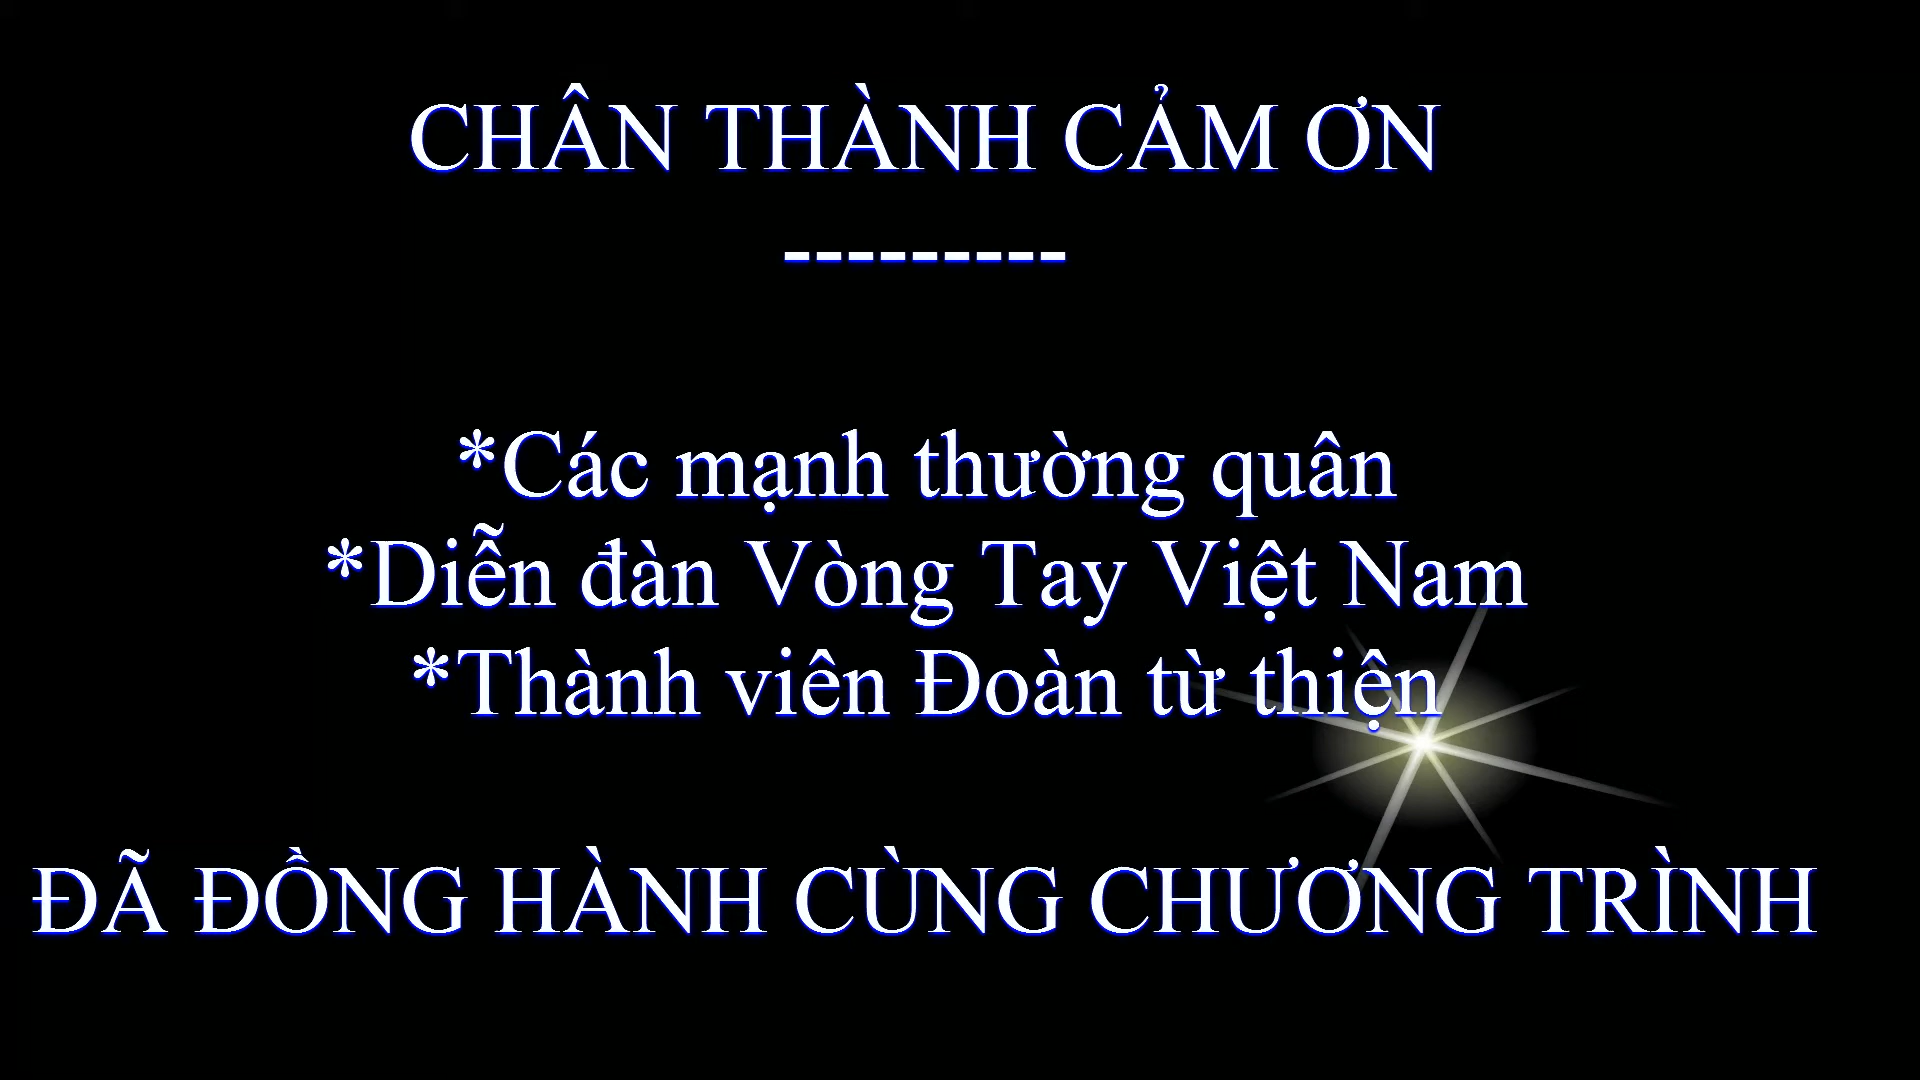 CHÂN THÀNH CẢM ƠN
---------
*Các mạnh thường quân
*Diễn đàn Vòng Tay Việt Nam
*Thành viên Đoàn từ thiện
ĐÃ ĐỒNG HÀNH CÙNG CHƯƠNG TRÌNH